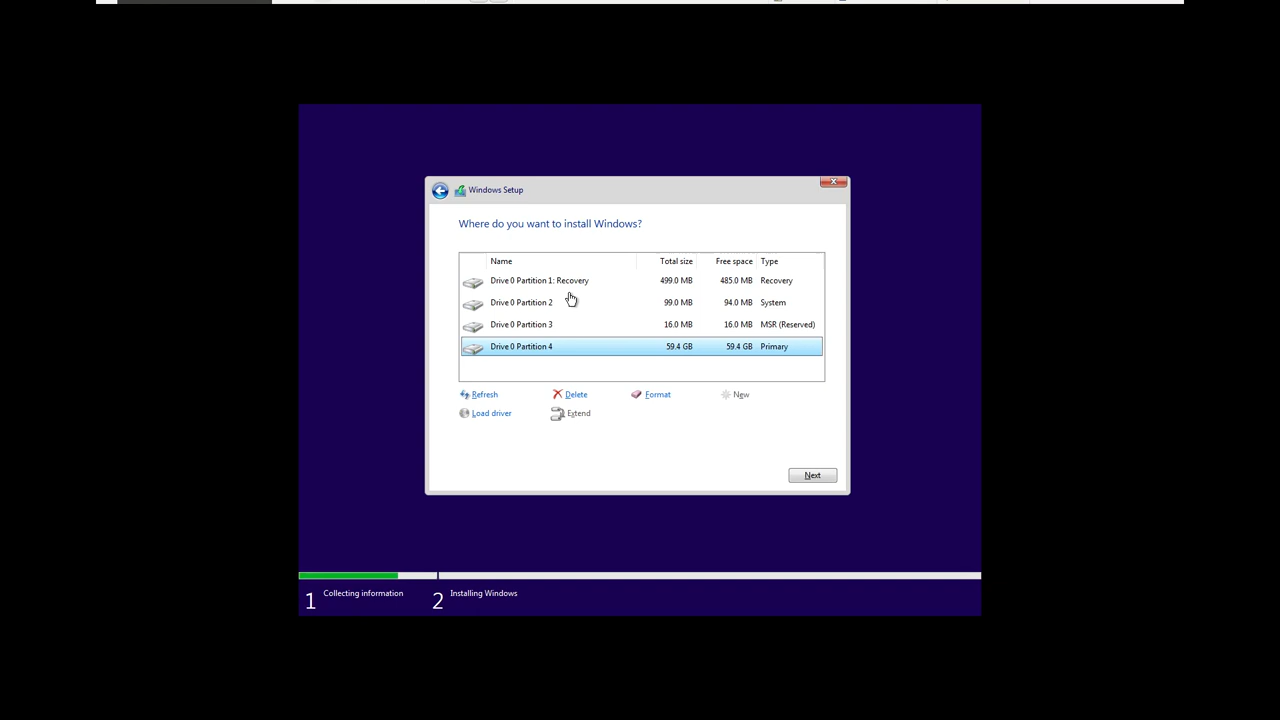 Windows Setup
Where do you want to install Windows?
Name Total size Free space Type
Drive 0 Partition 1: Recovery 499.0 MB 485.0 MB Recovery
Drive 0 Partition 2 99.0 MB 94.0 MB System
Drive 0 Partition 3 16.0 MB 16.0 MB MSR (Reserved)
Drive 0 Partition 4 59.4 GB 59.4 GB Primary
Refresh Delete Format New
Load driver Extend
Next
1 Collecting information 2 Installing Windows